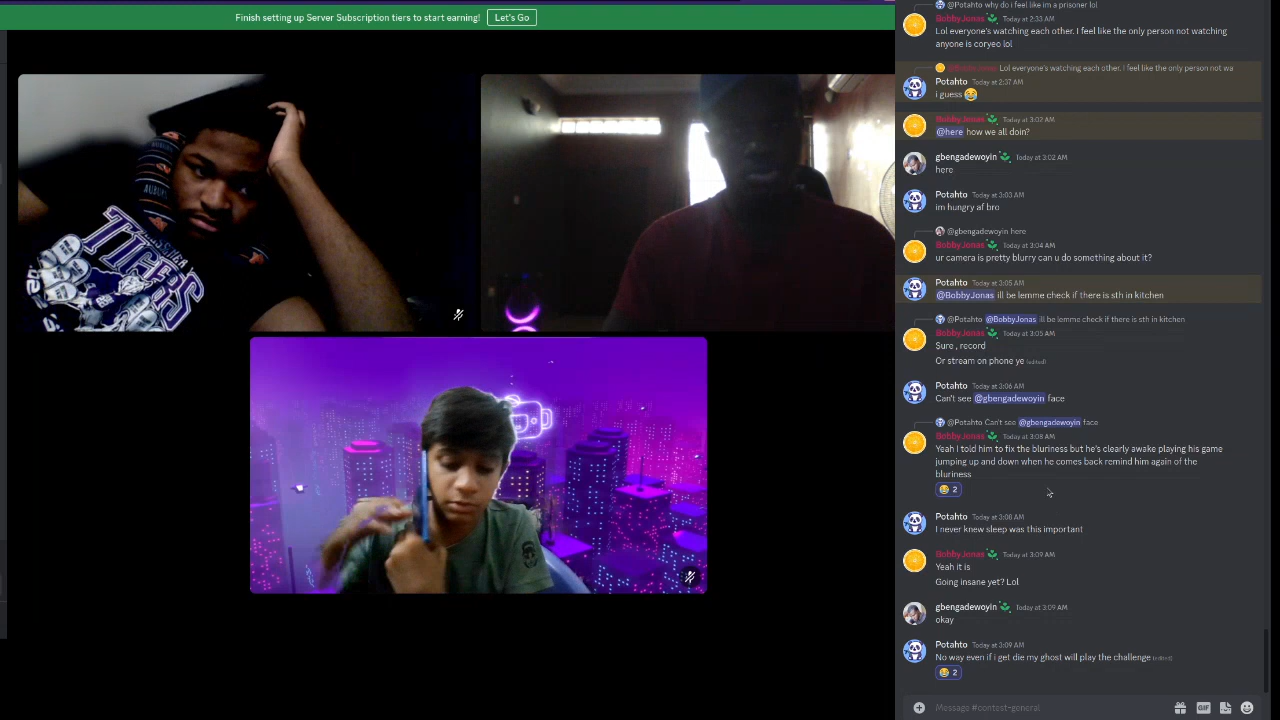 Finish setting up Server Subscription tiers to start earning! Let's Go
AUBURN
TIGERS
@Potahto why do i feel like im a prisoner lol
BobbyJonas Today at 2:33 AM
Lol everyone's watching each other. I feel like the only person not watching
anyone is coryeo lol
Lol everyone's watching each other. I feel like the only person not wa
Potahto Today at 2:37 AM
i guess 😂
BobbyJonas Today at 3:02 AM
@here how we all doin?
gbengadewoyin Today at 3:02 AM
here
Potahto Today at 3:03 AM
im hungry af bro
@gbengadewoyin here
BobbyJonas Today at 3:04 AM
ur camera is pretty blurry can u do something about it?
Potahto Today at 3:05 AM
@BobbyJonas ill be lemme check if there is sth in kitchen
@Potahto @BobbyJonas ill be lemme check if there is sth in kitchen
BobbyJonas Today at 3:05 AM
Sure , record
Or stream on phone ye (edited)
Potahto Today at 3:06 AM
Can't see @gbengadewoyin face
@Potahto Can't see @gbengadewoyin face
BobbyJonas Today at 3:08 AM
Yeah I told him to fix the bluriness but he's clearly awake playing his game
jumping up and down when he comes back remind him again of the
bluriness
😂 2
Potahto Today at 3:08 AM
I never knew sleep was this important
BobbyJonas Today at 3:09 AM
Yeah it is
Going insane yet? Lol
gbengadewoyin Today at 3:09 AM
okay
Potahto Today at 3:09 AM
No way even if i get die my ghost will play the challenge (edited)
😂 2
Message #contest-general
GIF